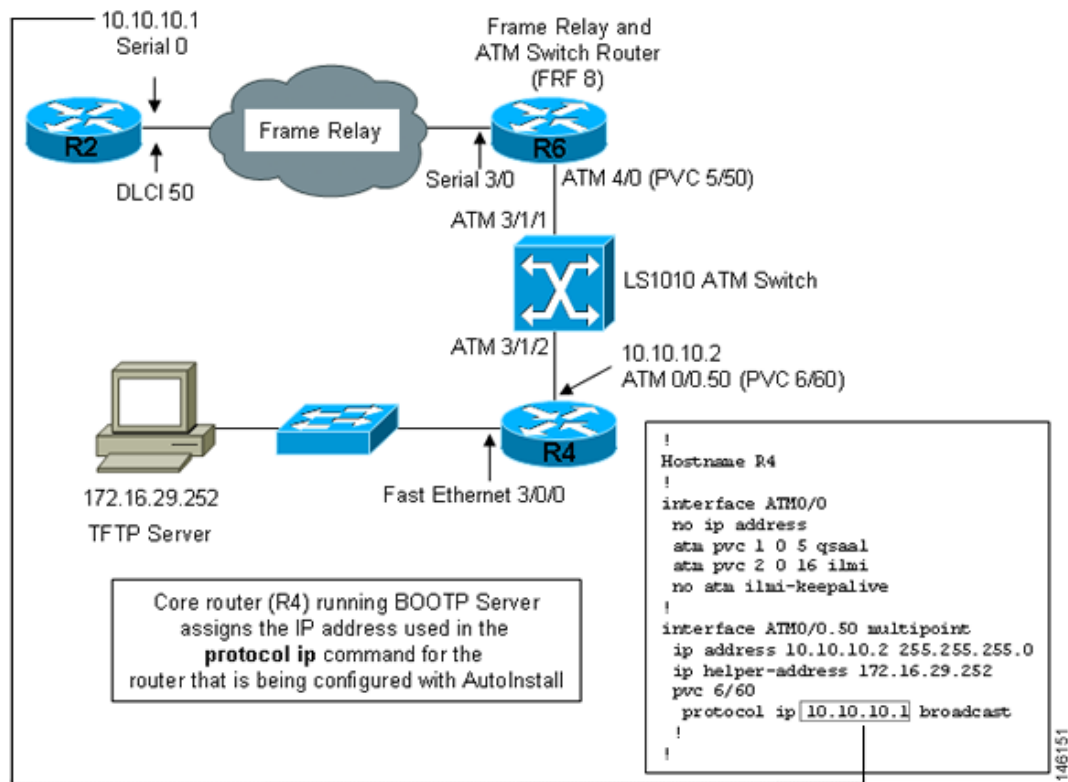 10.10.10.1
Serial 0
Frame Relay and
ATM Switch Router
(FRF 8)
R2
Frame Relay
R6
DLCI 50
Serial 3/0
ATM 4/0 (PVC 5/50)
ATM 3/1/1
LS1010 ATM Switch
ATM 3/1/2
10.10.10.2
ATM 0/0.50 (PVC 6/60)
R4
172.16.29.252
TFTP Server
Fast Ethernet 3/0/0
Core router (R4) running BOOTP Server
assigns the IP address used in the
protocol ip command for the
router that is being configured with AutoInstall
!
Hostname R4
!
interface ATM0/0
no ip address
atm pvc 1 0 5 qsaal
atm pvc 2 0 16 ilmi
no atm ilmi-keepalive
!
interface ATM0/0.50 multipoint
ip address 10.10.10.2 255.255.255.0
ip helper-address 172.16.29.252
pvc 6/60
protocol ip 10.10.10.1 broadcast
!
!
146151